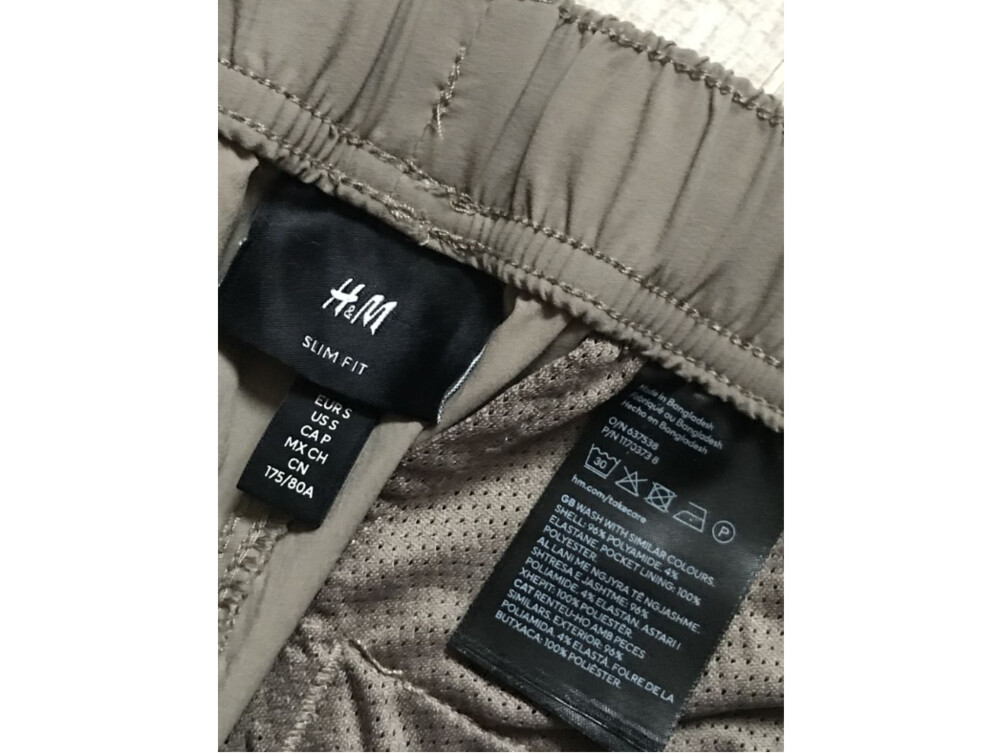 H&M
SLIM FIT
EUR S
US S
CA P
MX CH
CN
175/80A
Made in Bangladesh
Fabriqué au Bangladesh
Hecho en Bangladesh
O/N 637538
P/N 1170373 8
30
P
hm.com/takecare
GB WASH WITH SIMILAR COLOURS.
SHELL: 96% POLYAMIDE, 4%
ELASTANE. POCKET LINING: 100%
POLYESTER.
AL LANI ME NGJYRA TË NGJASHME.
SHTRESA E JASHTME: 96%
POLIAMIDE, 4% ELASTAN. ASTARI I
XHEPIT: 100% POLIESTËR.
CAT RENTEU-HO AMB PECES
SIMILARS. EXTERIOR: 96%
POLIAMIDA, 4% ELASTÀ. FOLRE DE LA
BUTXACA: 100% POLIÈSTER.